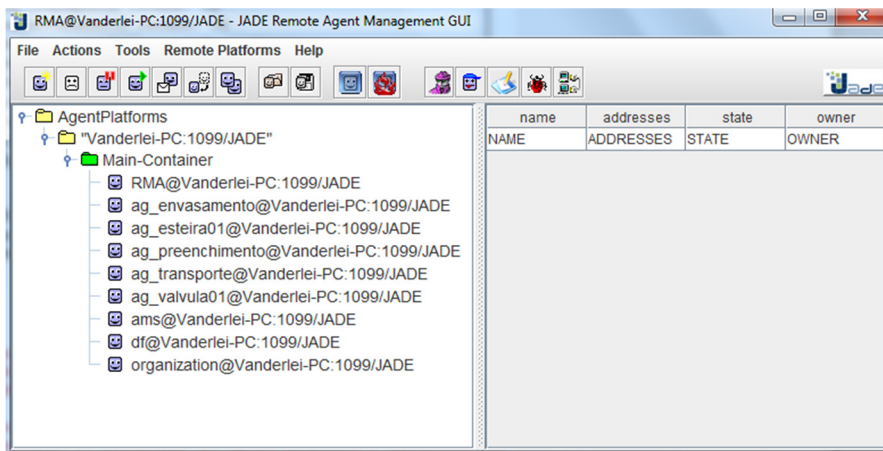 RMA@Vanderlei-PC:1099/JADE - JADE Remote Agent Management GUI
File Actions Tools Remote Platforms Help
Jade
AgentPlatforms
"Vanderlei-PC:1099/JADE"
Main-Container
RMA@Vanderlei-PC:1099/JADE
ag_envasamento@Vanderlei-PC:1099/JADE
ag_esteira01@Vanderlei-PC:1099/JADE
ag_preenchimento@Vanderlei-PC:1099/JADE
ag_transporte@Vanderlei-PC:1099/JADE
ag_valvula01@Vanderlei-PC:1099/JADE
ams@Vanderlei-PC:1099/JADE
df@Vanderlei-PC:1099/JADE
organization@Vanderlei-PC:1099/JADE
name addresses state owner
NAME ADDRESSES STATE OWNER